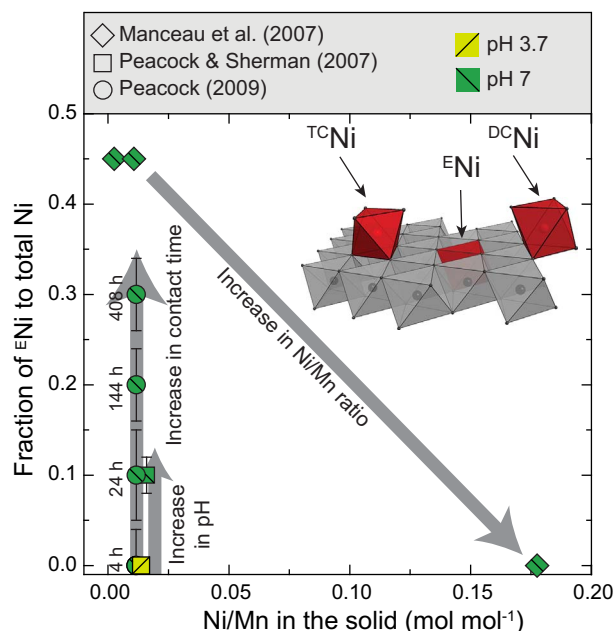 Manceau et al. (2007)
Peacock & Sherman (2007)
Peacock (2009)
pH 3.7
pH 7
Fraction of ᴱNi to total Ni
0.5
0.4
0.3
0.2
0.1
0.0
ᵀᶜNi
ᴱNi
ᴰᶜNi
408 h
144 h
24 h
4 h
Increase in contact time
Increase
in pH
Increase in Ni/Mn
ratio
0.00
0.05
0.10
0.15
0.20
Ni/Mn in the solid (mol mol⁻¹)